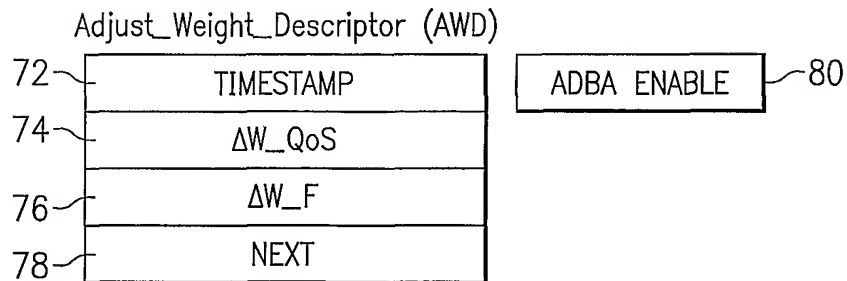 Adjust_Weight_Descriptor (AWD)
72 TIMESTAMP ADBA ENABLE 80
74 ΔW_QoS
76 ΔW_F
78 NEXT